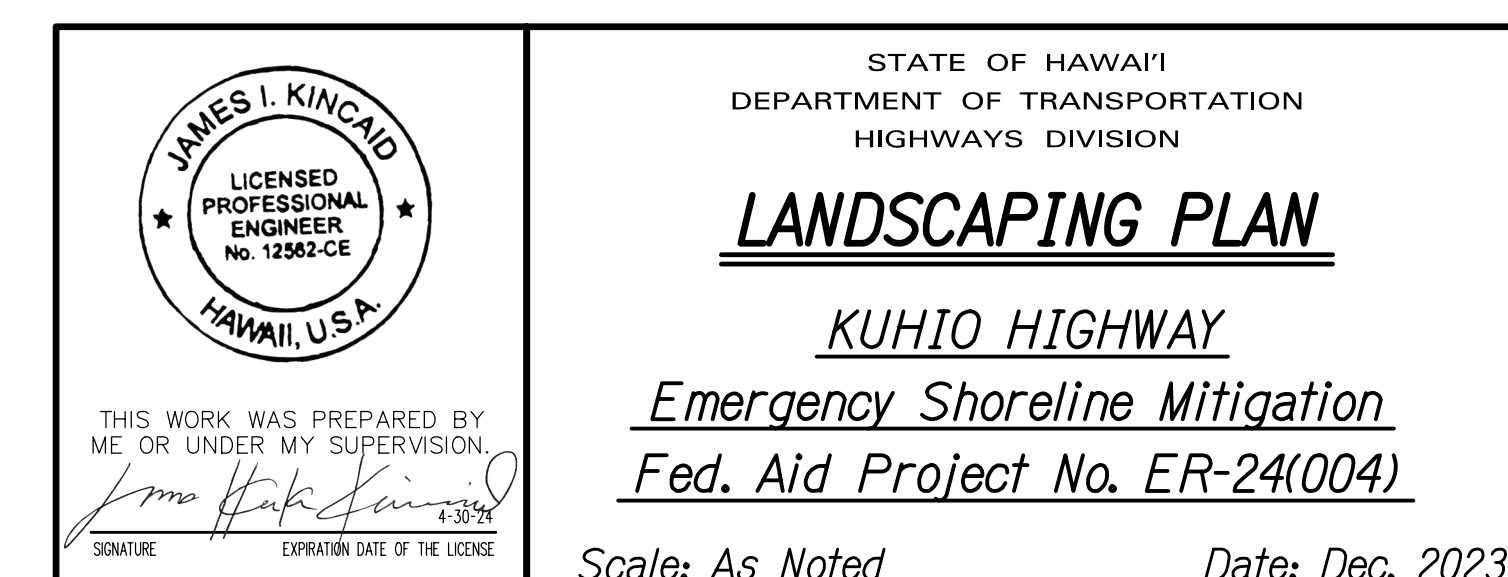 JAMES I. KINCAID
LICENSED
PROFESSIONAL
ENGINEER
No. 12562-CE
HAWAII, U.S.A.
THIS WORK WAS PREPARED BY
ME OR UNDER MY SUPERVISION.
4-30-24
SIGNATURE EXPIRATION DATE OF THE LICENSE
STATE OF HAWAI'I
DEPARTMENT OF TRANSPORTATION
HIGHWAYS DIVISION
LANDSCAPING PLAN
KUHIO HIGHWAY
Emergency Shoreline Mitigation
Fed. Aid Project No. ER-24(004)
Scale: As Noted Date: Dec. 2023